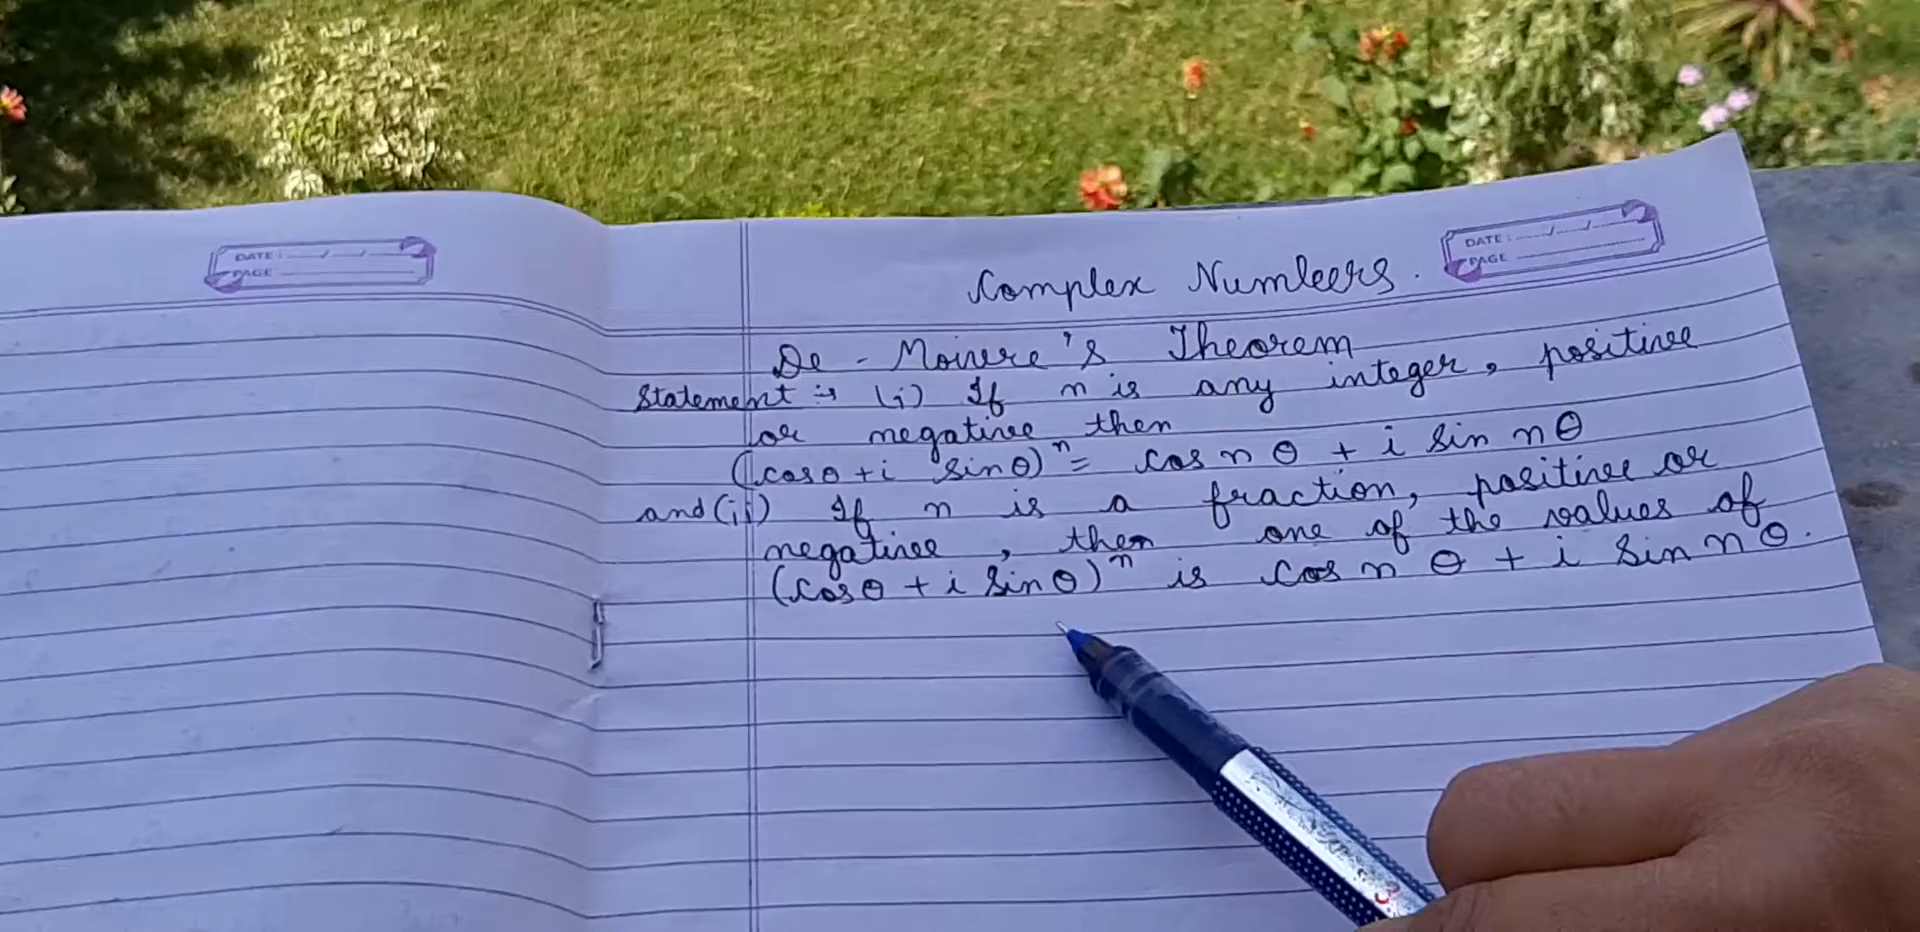 DATE : ....../....../......
PAGE
DATE : ....../....../......
PAGE
Complex Numbers.
De-Moivre's Theorem
Statement :→ (i) If n is any integer, positive
or negative then
(cosθ+i sinθ)ⁿ = cos n θ + i Sin nθ
and (ii) If n is a fraction, positive or
negative, then one of the values of
(Cosθ + i Sinθ)ⁿ is Cos n θ + i Sin nθ.